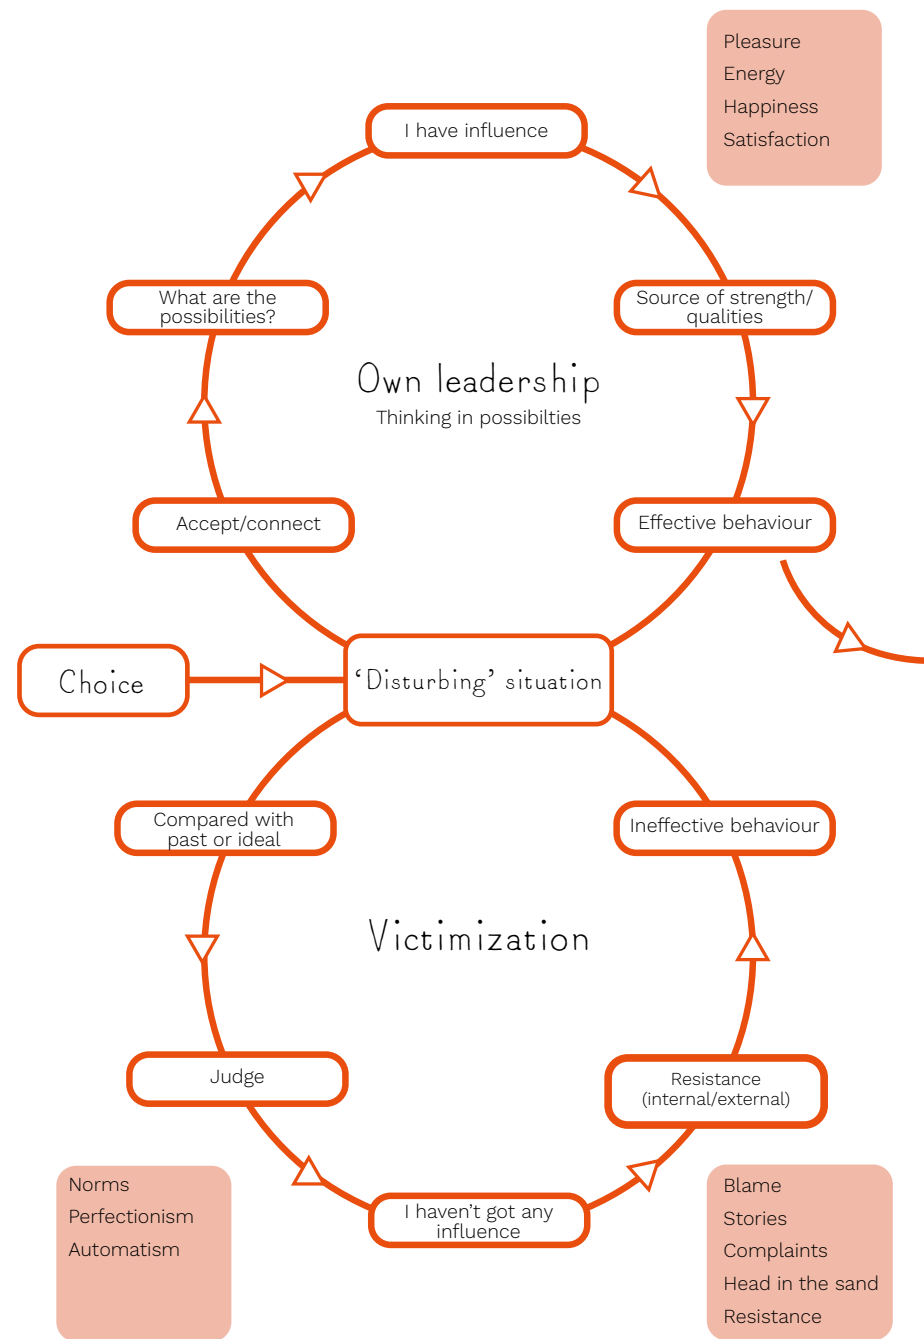 Pleasure
Energy
Happiness
Satisfaction
I have influence
What are the
possibilities?
Source of strength/
qualities
Own leadership
Thinking in possibilties
Accept/connect
Effective behaviour
Choice
‘Disturbing’ situation
Compared with
past or ideal
Ineffective behaviour
Victimization
Judge
Resistance
(internal/external)
I haven’t got any
influence
Norms
Perfectionism
Automatism
Blame
Stories
Complaints
Head in the sand
Resistance